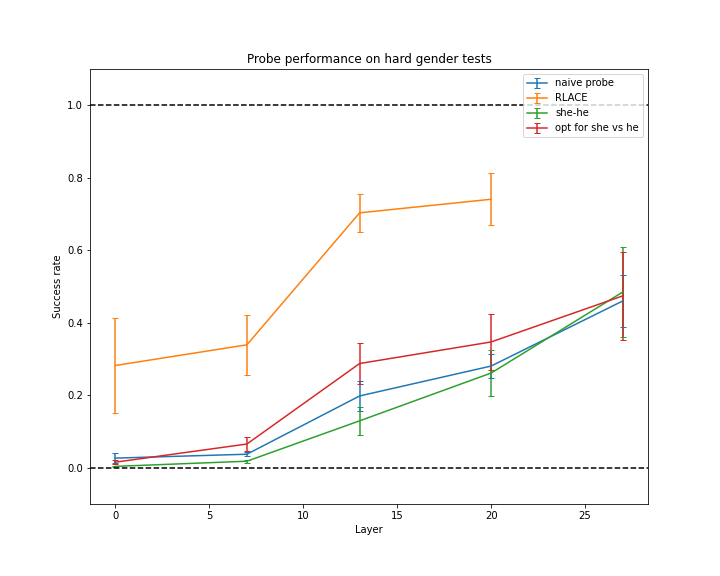 Probe performance on hard gender tests
naive probe
RLACE
she-he
opt for she vs he
1.0
0.8
0.6
0.4
0.2
0.0
Success rate
0
5
10
15
20
25
Layer